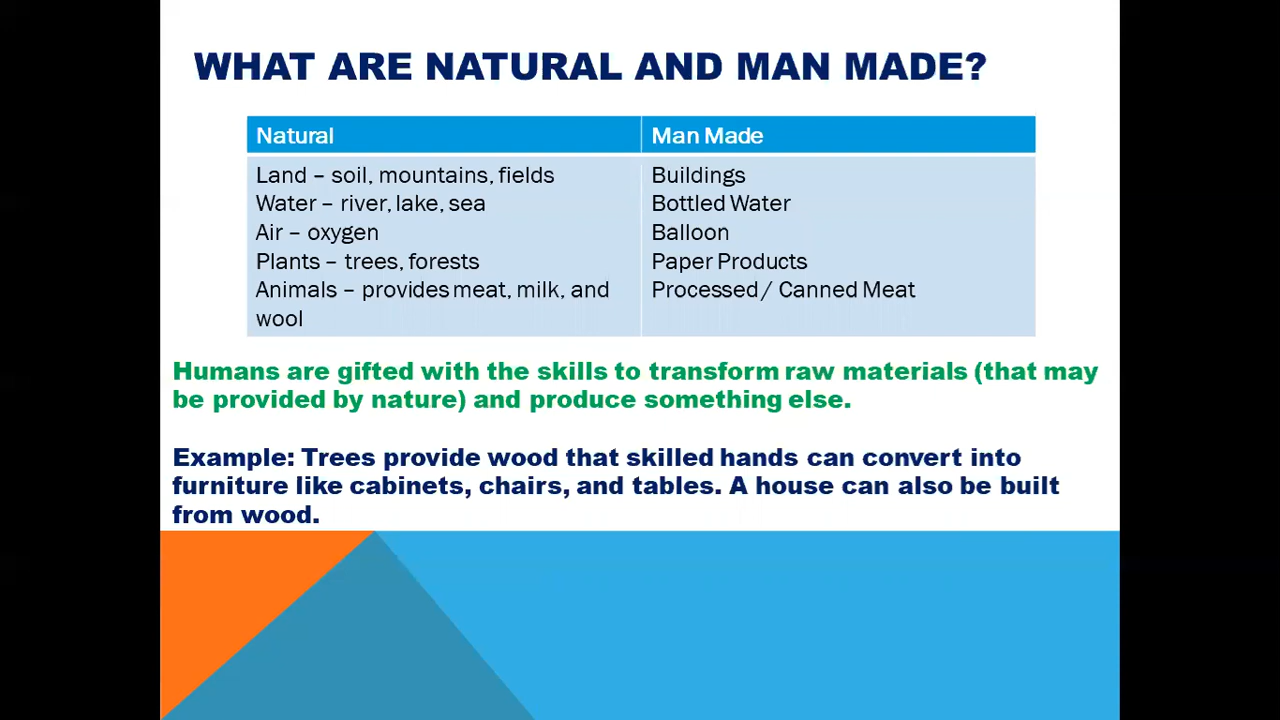 WHAT ARE NATURAL AND MAN MADE?
Natural
Man Made
Land – soil, mountains, fields
Water – river, lake, sea
Air – oxygen
Plants – trees, forests
Animals – provides meat, milk, and
wool
Buildings
Bottled Water
Balloon
Paper Products
Processed / Canned Meat
Humans are gifted with the skills to transform raw materials (that may
be provided by nature) and produce something else.
Example: Trees provide wood that skilled hands can convert into
furniture like cabinets, chairs, and tables. A house can also be built
from wood.